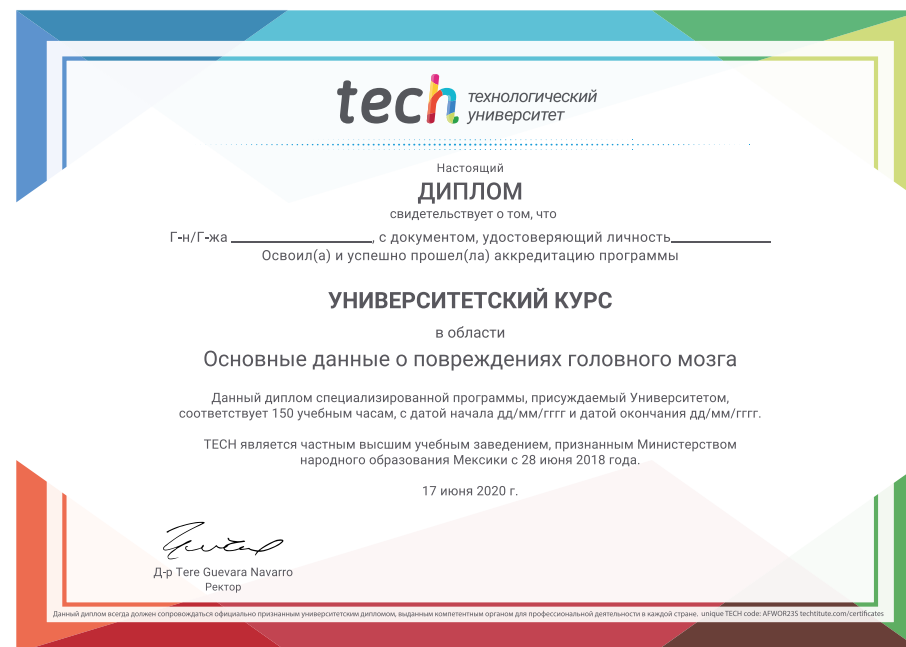 tech технологический
университет
Настоящий
ДИПЛОМ
свидетельствует о том, что
Г-н/Г-жа _________________, с документом, удостоверяющий личность____________
Освоил(а) и успешно прошел(ла) аккредитацию программы
УНИВЕРСИТЕТСКИЙ КУРС
в области
Основные данные о повреждениях головного мозга
Данный диплом специализированной программы, присуждаемый Университетом,
соответствует 150 учебным часам, с датой начала дд/мм/гггг и датой окончания дд/мм/гггг.
TECH является частным высшим учебным заведением, признанным Министерством
народного образования Мексики с 28 июня 2018 года.
17 июня 2020 г.
Д-р Tere Guevara Navarro
Ректор
Данный диплом всегда должен сопровождаться официально признанным университетским дипломом, выданным компетентным органом для профессиональной деятельности в каждой стране. unique TECH code: AFWOR23S techtitute.com/certificates